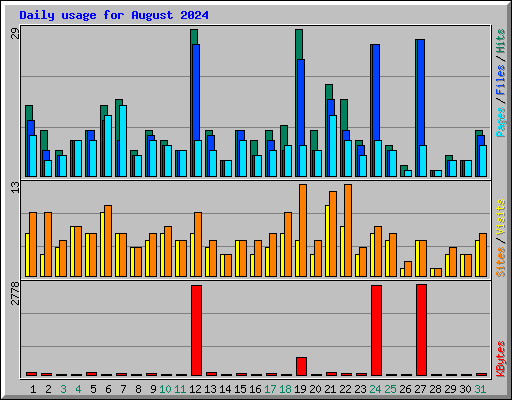 Daily usage for August 2024
29
Pages / Files / Hits
13
Sites / Visits
2778
KBytes
1 2 3 4 5 6 7 8 9 10 11 12 13 14 15 16 17 18 19 20 21 22 23 24 25 26 27 28 29 30 31